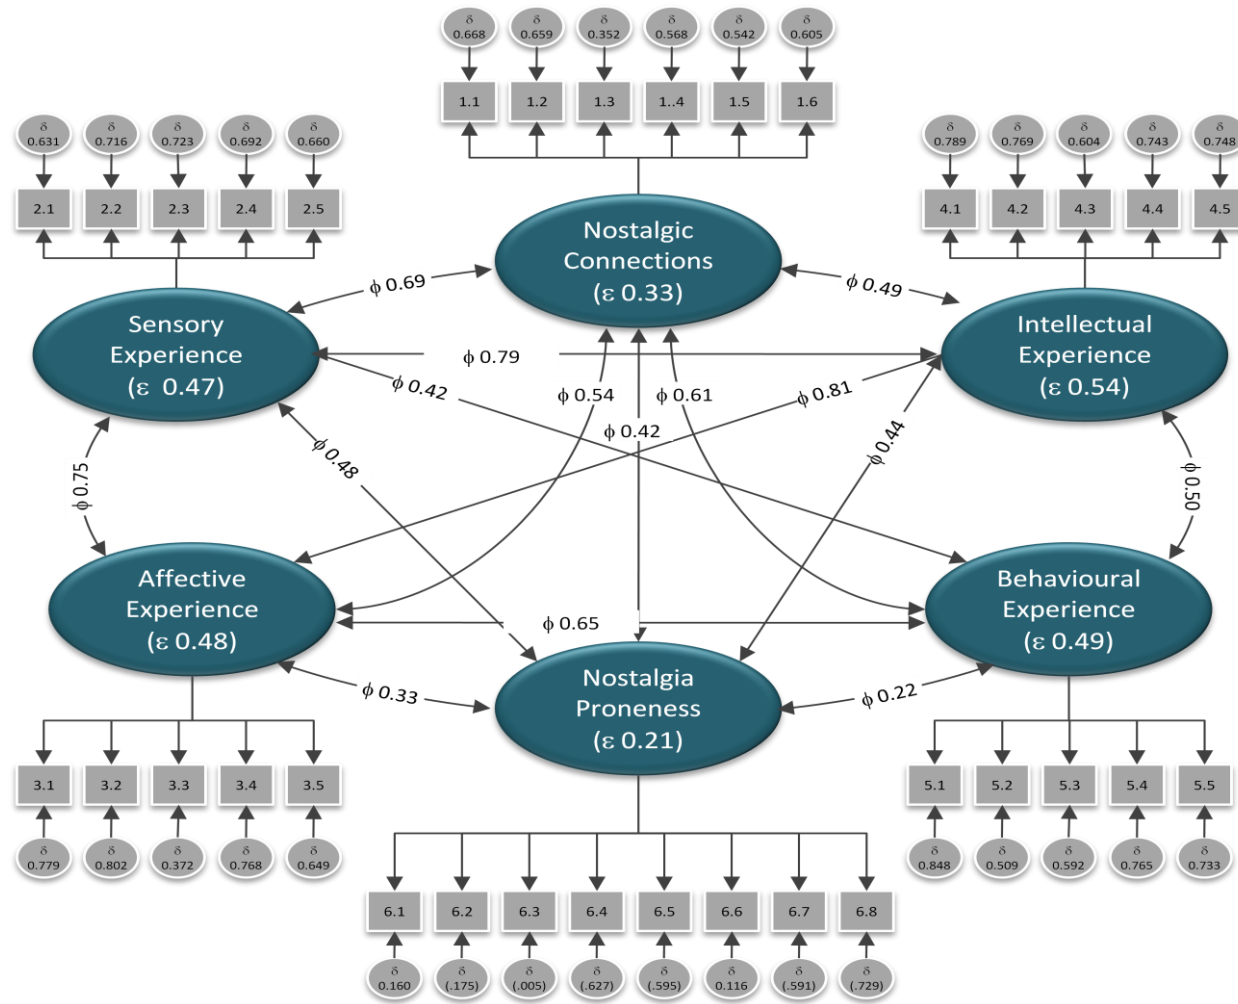 δ 0.668
δ 0.659
δ 0.352
δ 0.568
δ 0.542
δ 0.605
1.1
1.2
1.3
1..4
1.5
1.6
δ 0.631
δ 0.716
δ 0.723
δ 0.692
δ 0.660
δ 0.789
δ 0.769
δ 0.604
δ 0.743
δ 0.748
2.1
2.2
2.3
2.4
2.5
4.1
4.2
4.3
4.4
4.5
Nostalgic
Connections
(ε 0.33)
ϕ 0.69
ϕ 0.49
Sensory
Experience
(ε 0.47)
Intellectual
Experience
(ε 0.54)
ϕ 0.79
ϕ 0.42
ϕ 0.54
ϕ 0.61
ϕ 0.81
ϕ 0.42
ϕ 0.44
ϕ 0.48
ϕ 0.75
ϕ 0.50
Affective
Experience
(ε 0.48)
Behavioural
Experience
(ε 0.49)
ϕ 0.65
Nostalgia
Proneness
(ε 0.21)
ϕ 0.33
ϕ 0.22
3.1
3.2
3.3
3.4
3.5
5.1
5.2
5.3
5.4
5.5
δ 0.779
δ 0.802
δ 0.372
δ 0.768
δ 0.649
δ 0.848
δ 0.509
δ 0.592
δ 0.765
δ 0.733
6.1
6.2
6.3
6.4
6.5
6.6
6.7
6.8
δ 0.160
δ (.175)
δ (.005)
δ (.627)
δ (.595)
δ 0.116
δ (.591)
δ (.729)